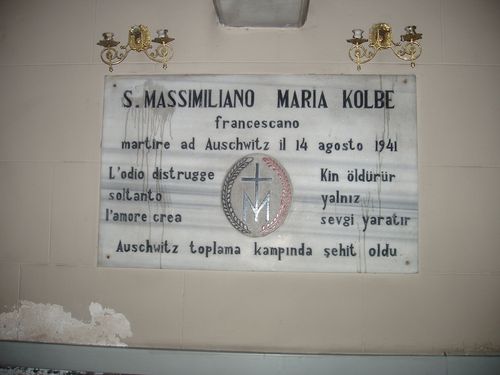 S. MASSIMILIANO MARIA KOLBE
francescano
martire ad Auschwitz il 14 agosto 1941
L'odio distrugge
soltanto
l'amore crea
M
Kin öldürür
yalnız
sevgi yaratır
Auschwitz toplama kampında şehit oldu